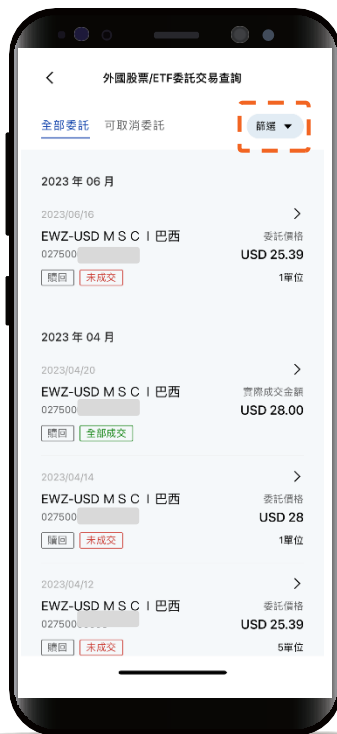 外國股票/ETF委託交易查詢
全部委託 可取消委託 篩選
2023 年 06 月
2023/06/16
EWZ-USD M S C I 巴西 委託價格
027500 USD 25.39
贖回 未成交 1單位
2023 年 04 月
2023/04/20
EWZ-USD M S C I 巴西 實際成交金額
027500 USD 28.00
贖回 全部成交
2023/04/14
EWZ-USD M S C I 巴西 委託價格
027500 USD 28
贖回 未成交 1單位
2023/04/12
EWZ-USD M S C I 巴西 委託價格
027500 USD 25.39
贖回 未成交 5單位